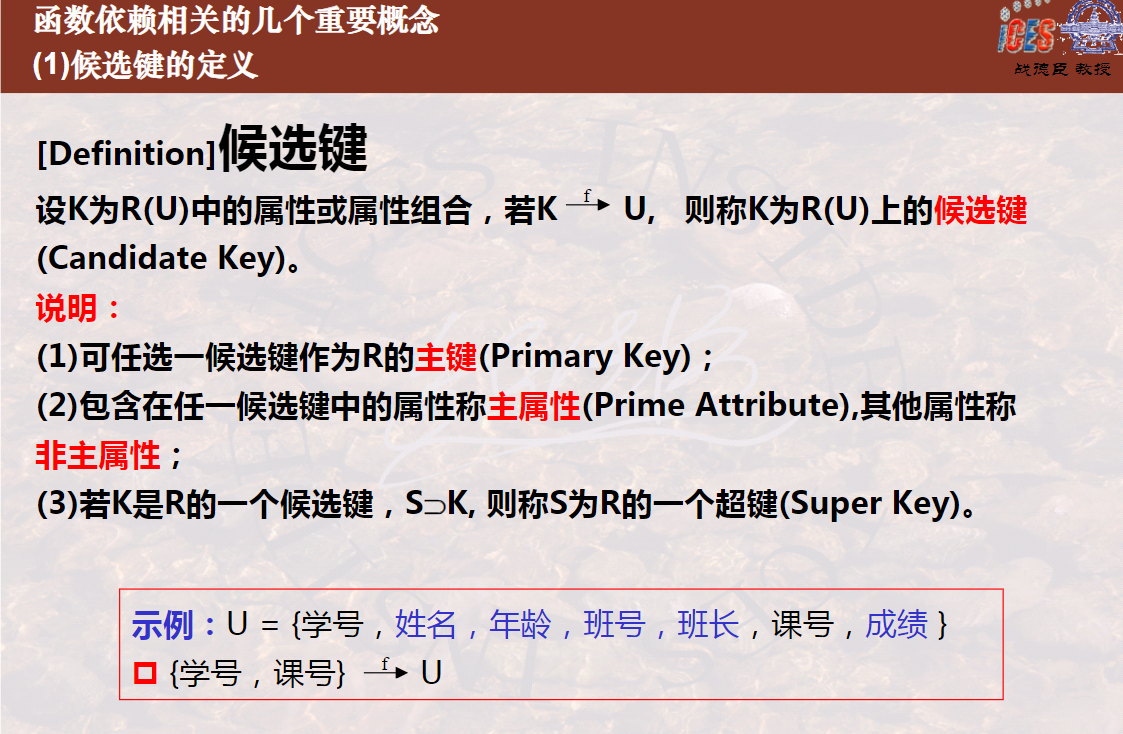 函数依赖相关的几个重要概念
(1)候选键的定义
iCES
战德臣 教授
[Definition]候选键
设K为R(U)中的属性或属性组合，若K f→ U, 则称K为R(U)上的候选键
(Candidate Key)。
说明：
(1)可任选一候选键作为R的主键(Primary Key)；
(2)包含在任一候选键中的属性称主属性(Prime Attribute),其他属性称
非主属性；
(3)若K是R的一个候选键，S⊃K, 则称S为R的一个超键(Super Key)。
示例：U = {学号，姓名，年龄，班号，班长，课号，成绩 }
{学号，课号} f→ U